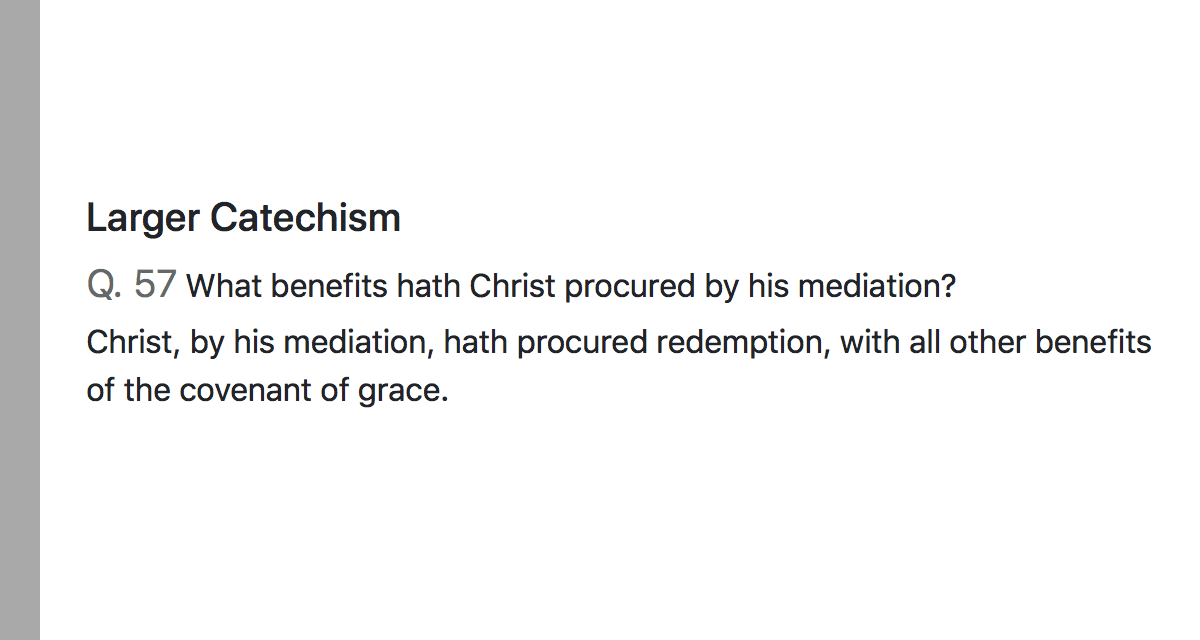 Larger Catechism
Q. 57 What benefits hath Christ procured by his mediation?
Christ, by his mediation, hath procured redemption, with all other benefits
of the covenant of grace.